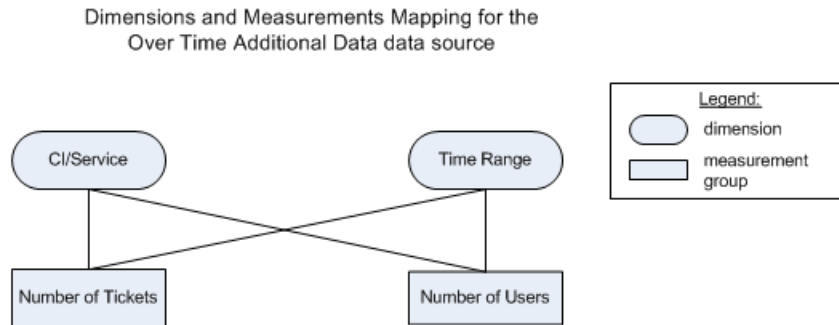 Dimensions and Measurements Mapping for the
Over Time Additional Data data source
Legend:
dimension
measurement
group
CI/Service
Time Range
Number of Tickets
Number of Users